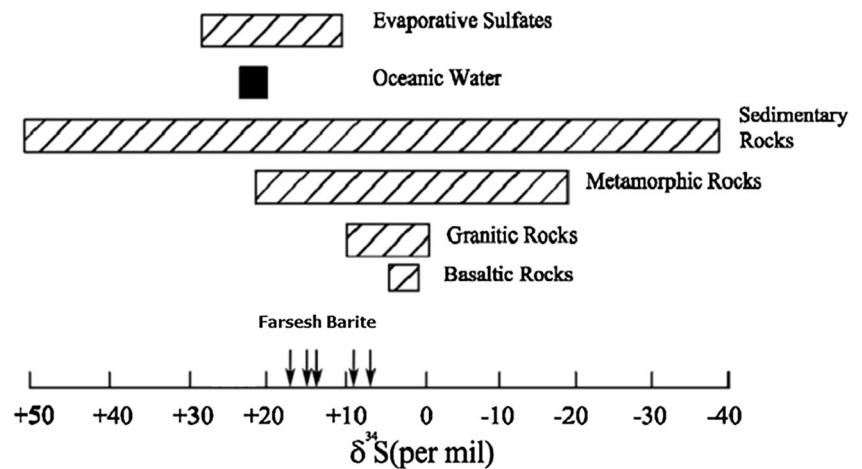 Evaporative Sulfates
Oceanic Water
Sedimentary
Rocks
Metamorphic Rocks
Granitic Rocks
Basaltic Rocks
Farsesh Barite
+50 +40 +30 +20 +10 0 -10 -20 -30 -40
δ³⁴S(per mil)